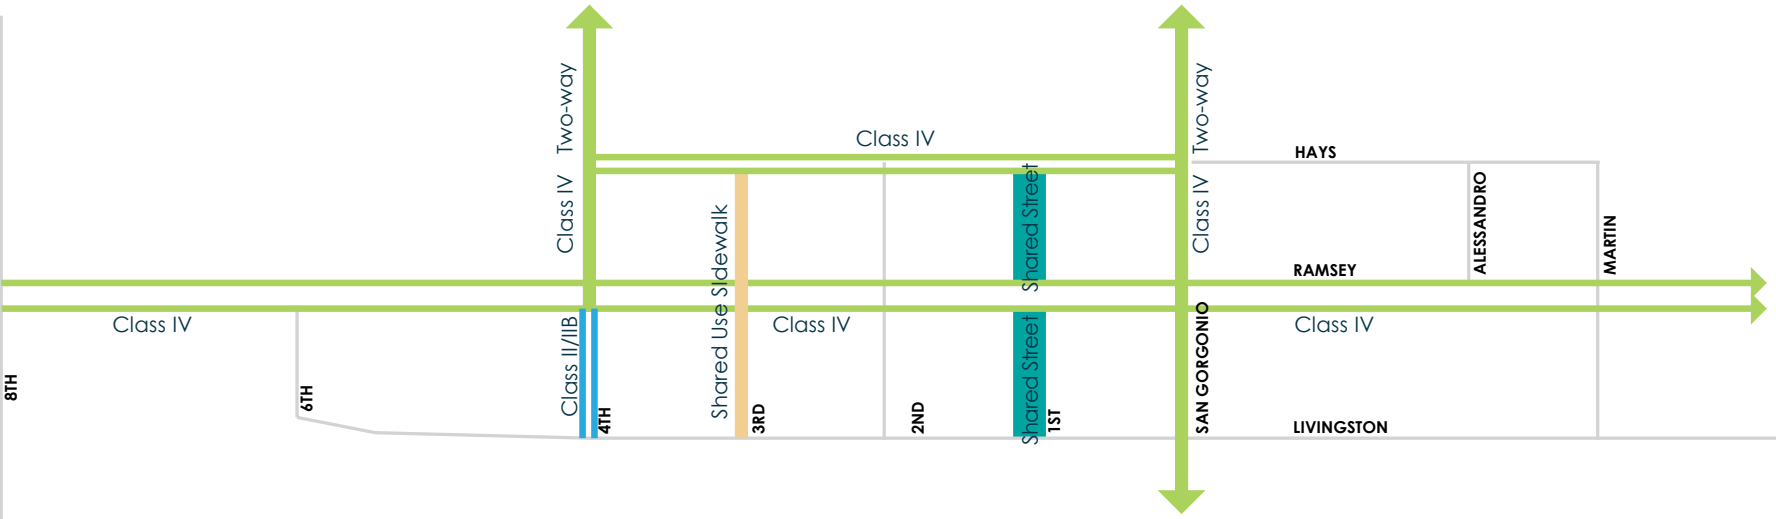 Class IV Two-way
Class IV
Class IV Two-way
HAYS
Shared Use SIdewalk
Shared Street
ALESSANDRO
MARTIN
RAMSEY
Class IV
Class II/IIB
Class IV
Shared Street
Class IV
8TH
6TH
4TH
3RD
2ND
1ST
SAN GORGONIO
LIVINGSTON